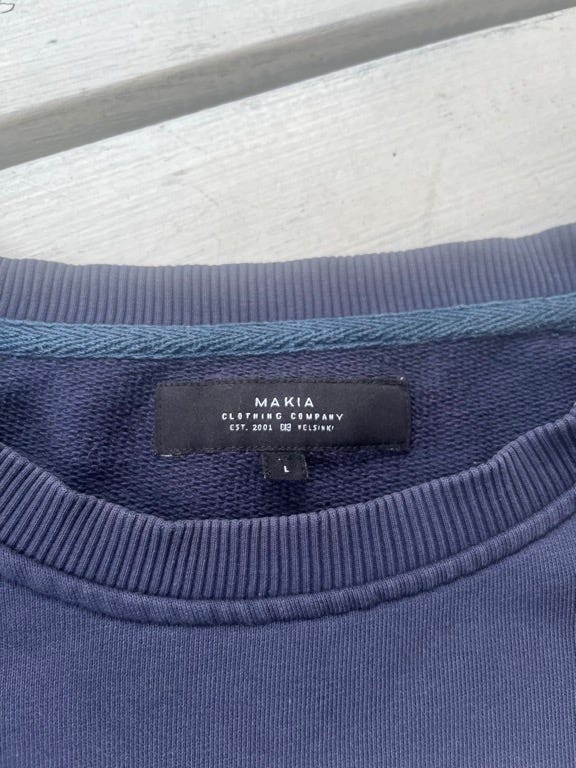 MAKIA
CLOTHING COMPANY
EST. 2001 HELSINKI
L